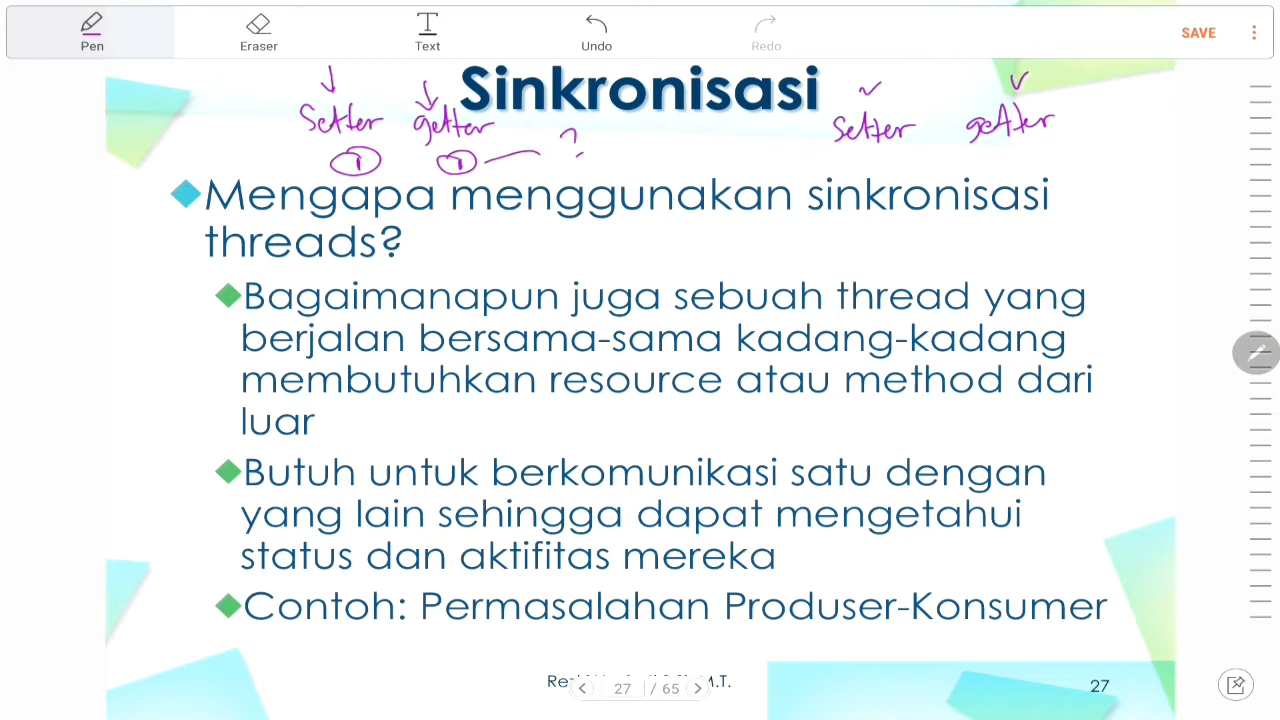 Pen
Eraser
Text
Undo
Redo
SAVE
Sinkronisasi
Setter getter setter getter
1 1 ?
Mengapa menggunakan sinkronisasi
threads?
Bagaimanapun juga sebuah thread yang
berjalan bersama-sama kadang-kadang
membutuhkan resource atau method dari
luar
Butuh untuk berkomunikasi satu dengan
yang lain sehingga dapat mengetahui
status dan aktifitas mereka
Contoh: Permasalahan Produser-Konsumer
M.T.
27 / 65
27